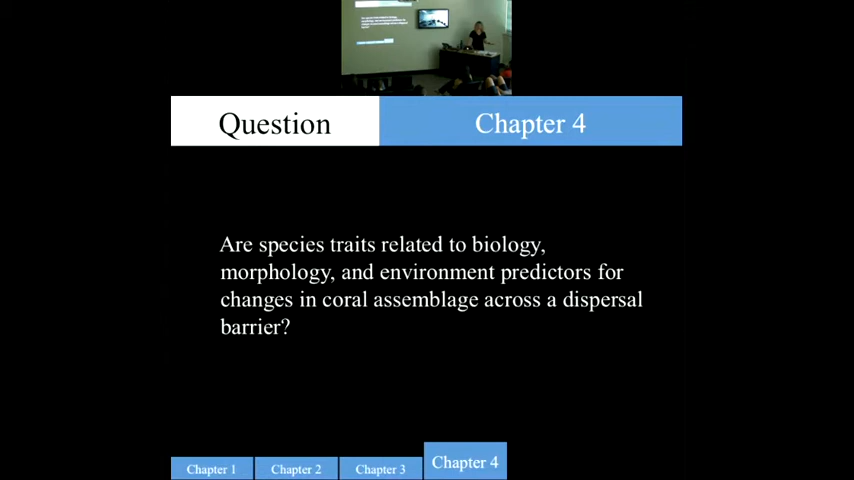 Question
Chapter 4
Are species traits related to biology,
morphology, and environment predictors for
changes in coral assemblage across a dispersal
barrier?
Chapter 1
Chapter 2
Chapter 3
Chapter 4